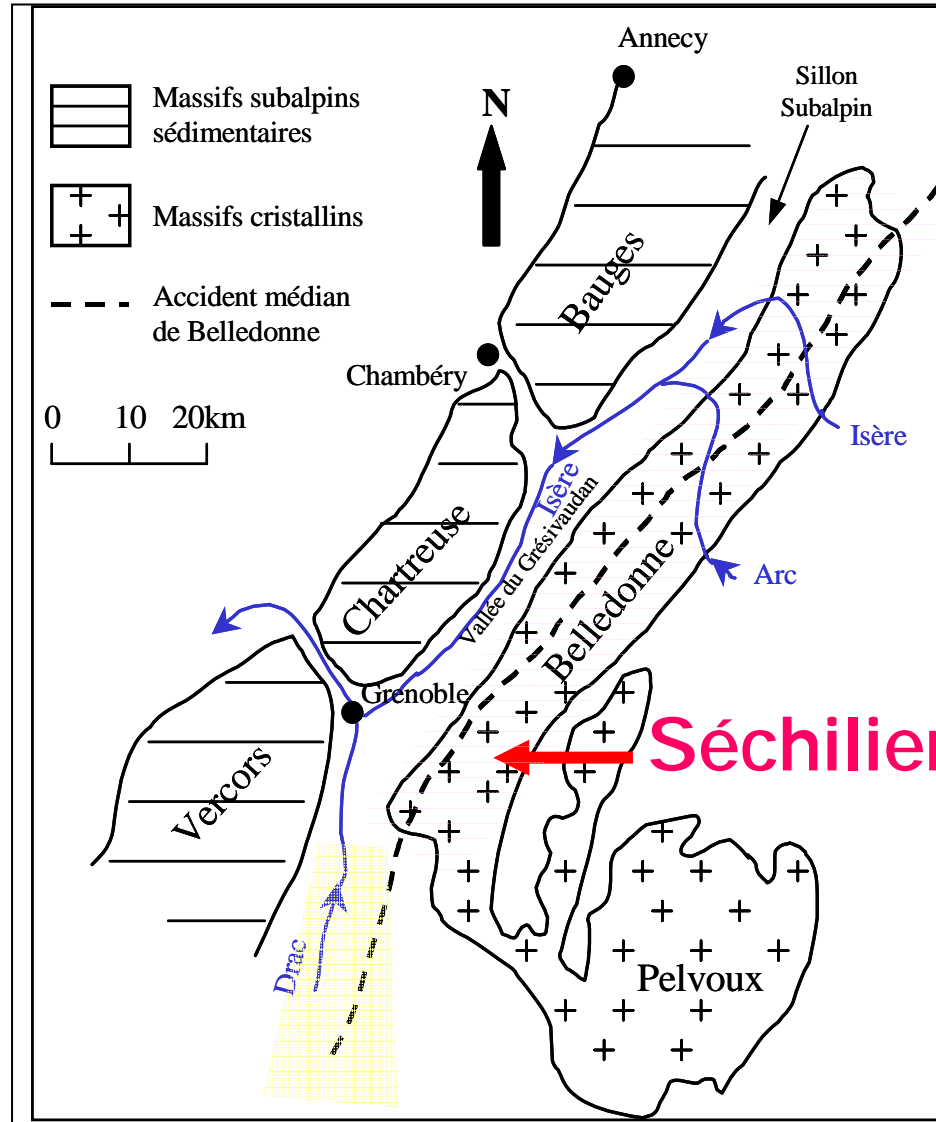 Annecy
Sillon
Subalpin
Massifs subalpins
sédimentaires
N
Massifs cristallins
Accident médian
de Belledonne
0 10 20km
Bauges
Chambéry
Isère
Isère
Vallée du Grésivaudan
Chartreuse
Belledonne
Arc
Grenoble
Séchilien
Vercors
Drac
Pelvoux